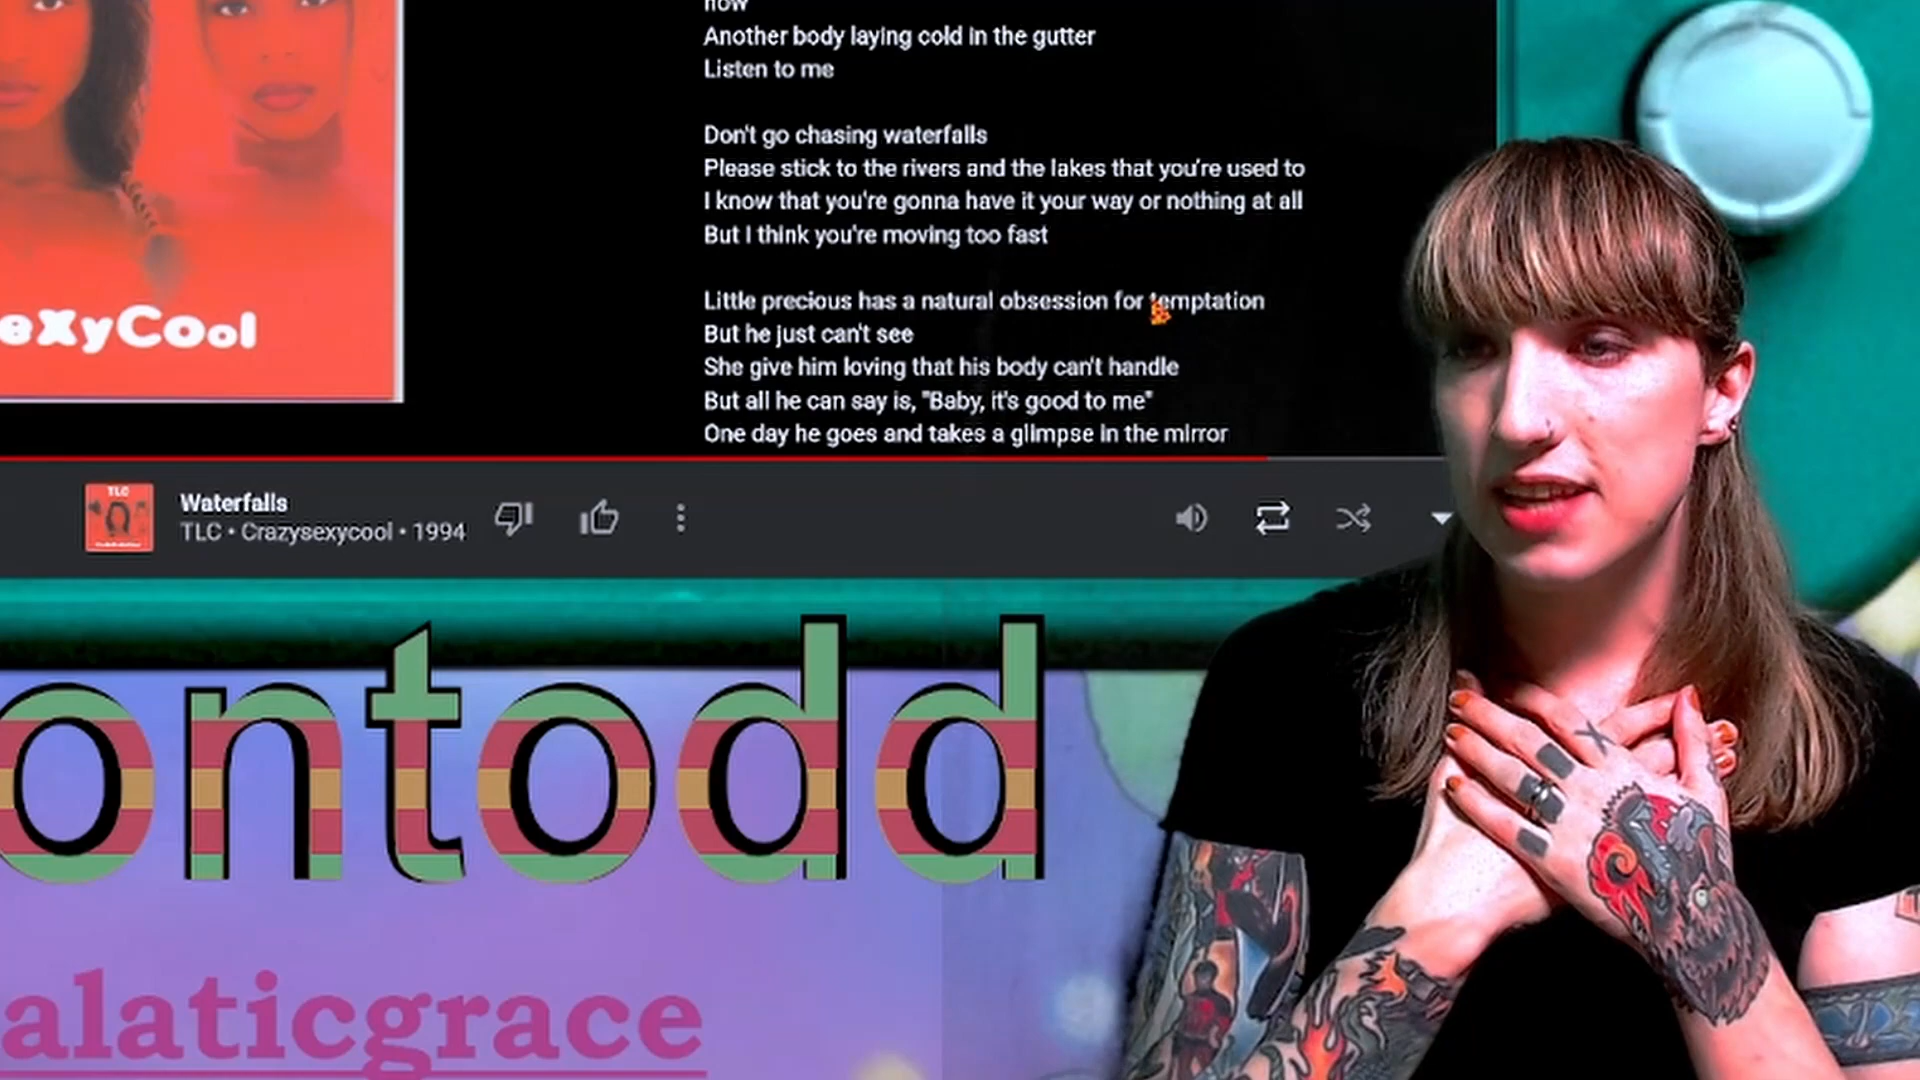 now
Another body laying cold in the gutter
Listen to me
Don't go chasing waterfalls
Please stick to the rivers and the lakes that you're used to
I know that you're gonna have it your way or nothing at all
But I think you're moving too fast
Little precious has a natural obsession for temptation
But he just can't see
She give him loving that his body can't handle
But all he can say is, "Baby, it's good to me"
One day he goes and takes a glimpse in the mirror
eXyCOol
TLC
Waterfalls
TLC • Crazysexycool • 1994
ontodd
alaticgrace